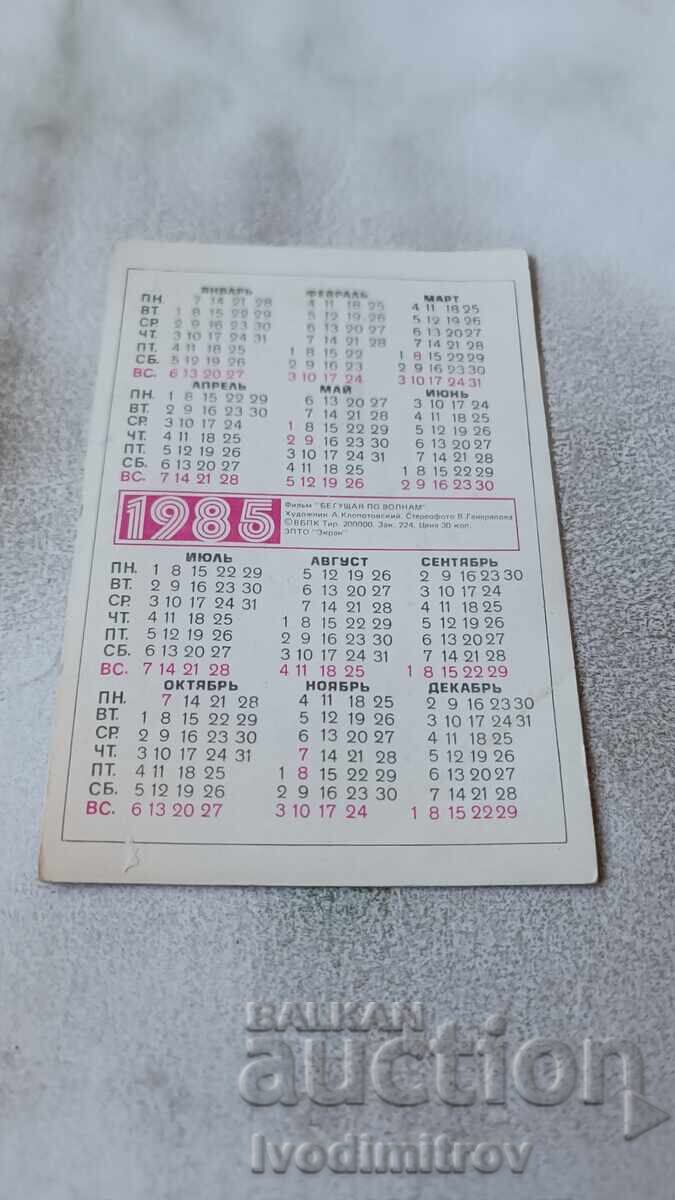 ЯНВАРЬ ФЕВРАЛЬ МАРТ
ПН. 7 14 21 28 4 11 18 25 4 11 18 25
ВТ. 1 8 15 22 29 5 12 19 26 5 12 19 26
СР. 2 9 16 23 30 6 13 20 27 6 13 20 27
ЧТ. 3 10 17 24 31 7 14 21 28 7 14 21 28
ПТ. 4 11 18 25 1 8 15 22 1 8 15 22 29
СБ. 5 12 19 26 2 9 16 23 2 9 16 23 30
ВС. 6 13 20 27 3 10 17 24 3 10 17 24 31
АПРЕЛЬ МАЙ ИЮНЬ
ПН. 1 8 15 22 29 6 13 20 27 3 10 17 24
ВТ. 2 9 16 23 30 7 14 21 28 4 11 18 25
СР. 3 10 17 24 1 8 15 22 29 5 12 19 26
ЧТ. 4 11 18 25 2 9 16 23 30 6 13 20 27
ПТ. 5 12 19 26 3 10 17 24 31 7 14 21 28
СБ. 6 13 20 27 4 11 18 25 1 8 15 22 29
ВС. 7 14 21 28 5 12 19 26 2 9 16 23 30
1985
Фильм "БЕГУЩАЯ ПО ВОЛНАМ"
Художник А. Клопотовский. Стереофото В. Генералова
©ВБПК Тир. 200000. Зак. 224. Цена 30 коп.
ЭПТО "Экран"
ИЮЛЬ АВГУСТ СЕНТЯБРЬ
ПН. 1 8 15 22 29 5 12 19 26 2 9 16 23 30
ВТ. 2 9 16 23 30 6 13 20 27 3 10 17 24
СР. 3 10 17 24 31 7 14 21 28 4 11 18 25
ЧТ. 4 11 18 25 1 8 15 22 29 5 12 19 26
ПТ. 5 12 19 26 2 9 16 23 30 6 13 20 27
СБ. 6 13 20 27 3 10 17 24 31 7 14 21 28
ВС. 7 14 21 28 4 11 18 25 1 8 15 22 29
ОКТЯБРЬ НОЯБРЬ ДЕКАБРЬ
ПН. 7 14 21 28 4 11 18 25 2 9 16 23 30
ВТ. 1 8 15 22 29 5 12 19 26 3 10 17 24 31
СР. 2 9 16 23 30 6 13 20 27 4 11 18 25
ЧТ. 3 10 17 24 31 7 14 21 28 5 12 19 26
ПТ. 4 11 18 25 1 8 15 22 29 6 13 20 27
СБ. 5 12 19 26 2 9 16 23 30 7 14 21 28
ВС. 6 13 20 27 3 10 17 24 1 8 15 22 29
BALKAN
auction
Ivodimitrov